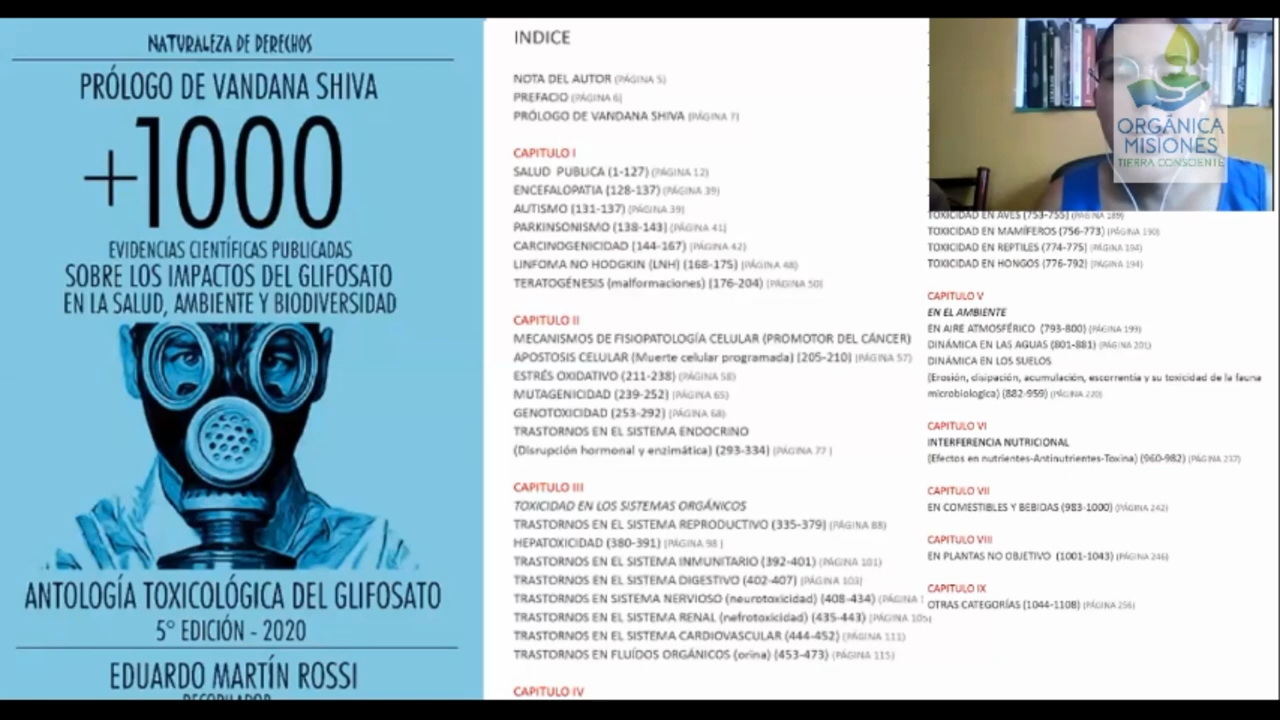 NATURALEZA DE DERECHOS
PRÓLOGO DE VANDANA SHIVA
+1000
EVIDENCIAS CIENTÍFICAS PUBLICADAS
SOBRE LOS IMPACTOS DEL GLIFOSATO
EN LA SALUD, AMBIENTE Y BIODIVERSIDAD
ANTOLOGÍA TOXICOLÓGICA DEL GLIFOSATO
5° EDICIÓN - 2020
EDUARDO MARTÍN ROSSI
INDICE
NOTA DEL AUTOR (PÁGINA 5)
PREFACIO (PÁGINA 6)
PRÓLOGO DE VANDANA SHIVA (PÁGINA 7)
CAPITULO I
SALUD PUBLICA (1-127) (PÁGINA 12)
ENCEFALOPATIA (128-137) (PÁGINA 39)
AUTISMO (131-137) (PÁGINA 39)
PARKINSONISMO (138-143) (PÁGINA 41)
CARCINOGENICIDAD (144-167) (PÁGINA 42)
LINFOMA NO HODGKIN (LNH) (168-175) (PÁGINA 48)
TERATOGÉNESIS (malformaciones) (176-204) (PÁGINA 50)
CAPITULO II
MECANISMOS DE FISIOPATOLOGÍA CELULAR (PROMOTOR DEL CÁNCER)
APOSTOSIS CELULAR (Muerte celular programada) (205-210) (PÁGINA 57)
ESTRÉS OXIDATIVO (211-238) (PÁGINA 58)
MUTAGENICIDAD (239-252) (PÁGINA 65)
GENOTOXICIDAD (253-292) (PÁGINA 68)
TRASTORNOS EN EL SISTEMA ENDOCRINO
(Disrupción hormonal y enzimática) (293-334) (PÁGINA 77 )
CAPITULO III
TOXICIDAD EN LOS SISTEMAS ORGÁNICOS
TRASTORNOS EN EL SISTEMA REPRODUCTIVO (335-379) (PÁGINA 88)
HEPATOXICIDAD (380-391) (PÁGINA 98 )
TRASTORNOS EN EL SISTEMA INMUNITARIO (392-401) (PÁGINA 101)
TRASTORNOS EN EL SISTEMA DIGESTIVO (402-407) (PÁGINA 103)
TRASTORNOS EN SISTEMA NERVIOSO (neurotoxicidad) (408-434) (PÁGINA
TRASTORNOS EN EL SISTEMA RENAL (nefrotoxicidad) (435-443) (PÁGINA 105)
TRASTORNOS EN EL SISTEMA CARDIOVASCULAR (444-452) (PÁGINA 111)
TRASTORNOS EN FLUÍDOS ORGÁNICOS (orina) (453-473) (PÁGINA 115)
CAPITULO IV
ORGÁNICA
MISIONES
TIERRA CONSCIENTE
TOXICIDAD EN AVES (753-755) (PÁGINA 189)
TOXICIDAD EN MAMÍFEROS (756-773) (PÁGINA 190)
TOXICIDAD EN REPTILES (774-775) (PÁGINA 194)
TOXICIDAD EN HONGOS (776-792) (PÁGINA 194)
CAPITULO V
EN EL AMBIENTE
EN AIRE ATMOSFÉRICO (793-800) (PÁGINA 199)
DINÁMICA EN LAS AGUAS (801-881) (PÁGINA 201)
DINÁMICA EN LOS SUELOS
(Erosión, disipación, acumulación, escorrentía y su toxicidad de la fauna
microbiologica) (882-959) (PÁGINA 220)
CAPITULO VI
INTERFERENCIA NUTRICIONAL
(Efectos en nutrientes-Antinutrientes-Toxina) (960-982) (PÁGINA 237)
CAPITULO VII
EN COMESTIBLES Y BEBIDAS (983-1000) (PÁGINA 242)
CAPITULO VIII
EN PLANTAS NO OBJETIVO (1001-1043) (PÁGINA 246)
CAPITULO IX
OTRAS CATEGORÍAS (1044-1108) (PÁGINA 256)